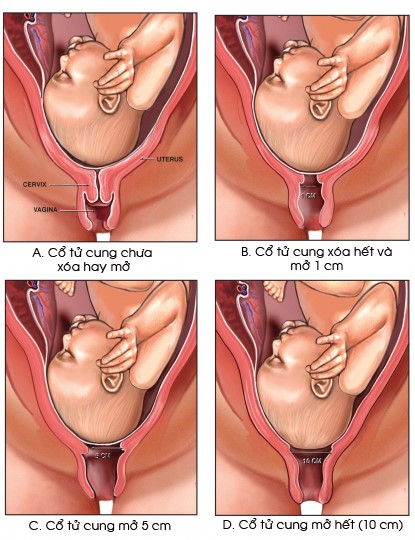 UTERUS
CERVIX
VAGINA
A. Cổ tử cung chưa
xóa hay mở
1 CM
B. Cổ tử cung xóa hết và
mở 1 cm
5 CM
C. Cổ tử cung mở 5 cm
10 CM
D. Cổ tử cung mở hết (10 cm)